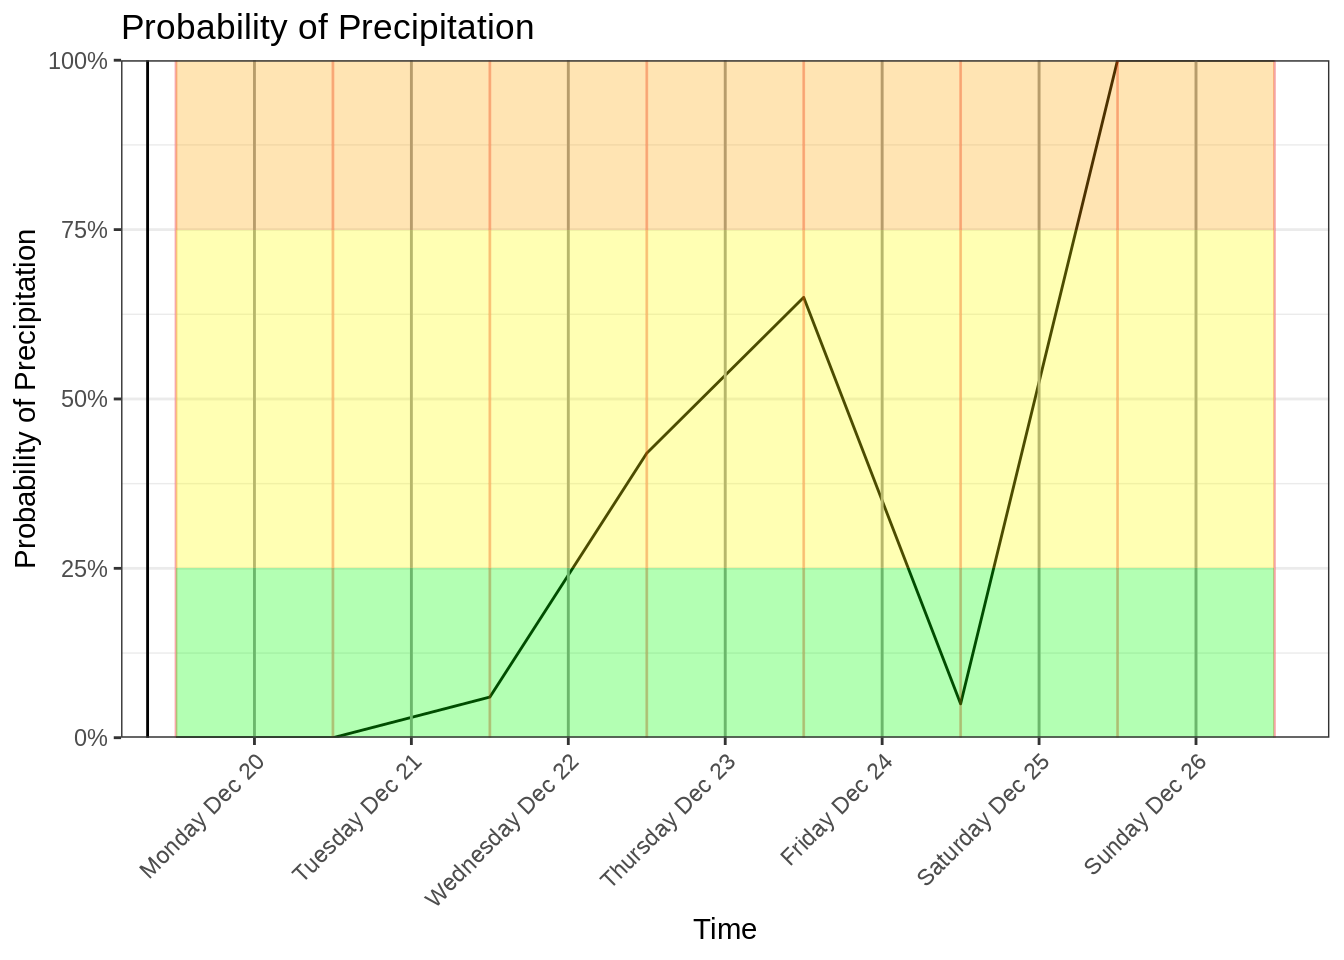 Probability of Precipitation
Probability of Precipitation
100%
75%
50%
25%
0%
Monday Dec 20
Tuesday Dec 21
Wednesday Dec 22
Thursday Dec 23
Friday Dec 24
Saturday Dec 25
Sunday Dec 26
Time